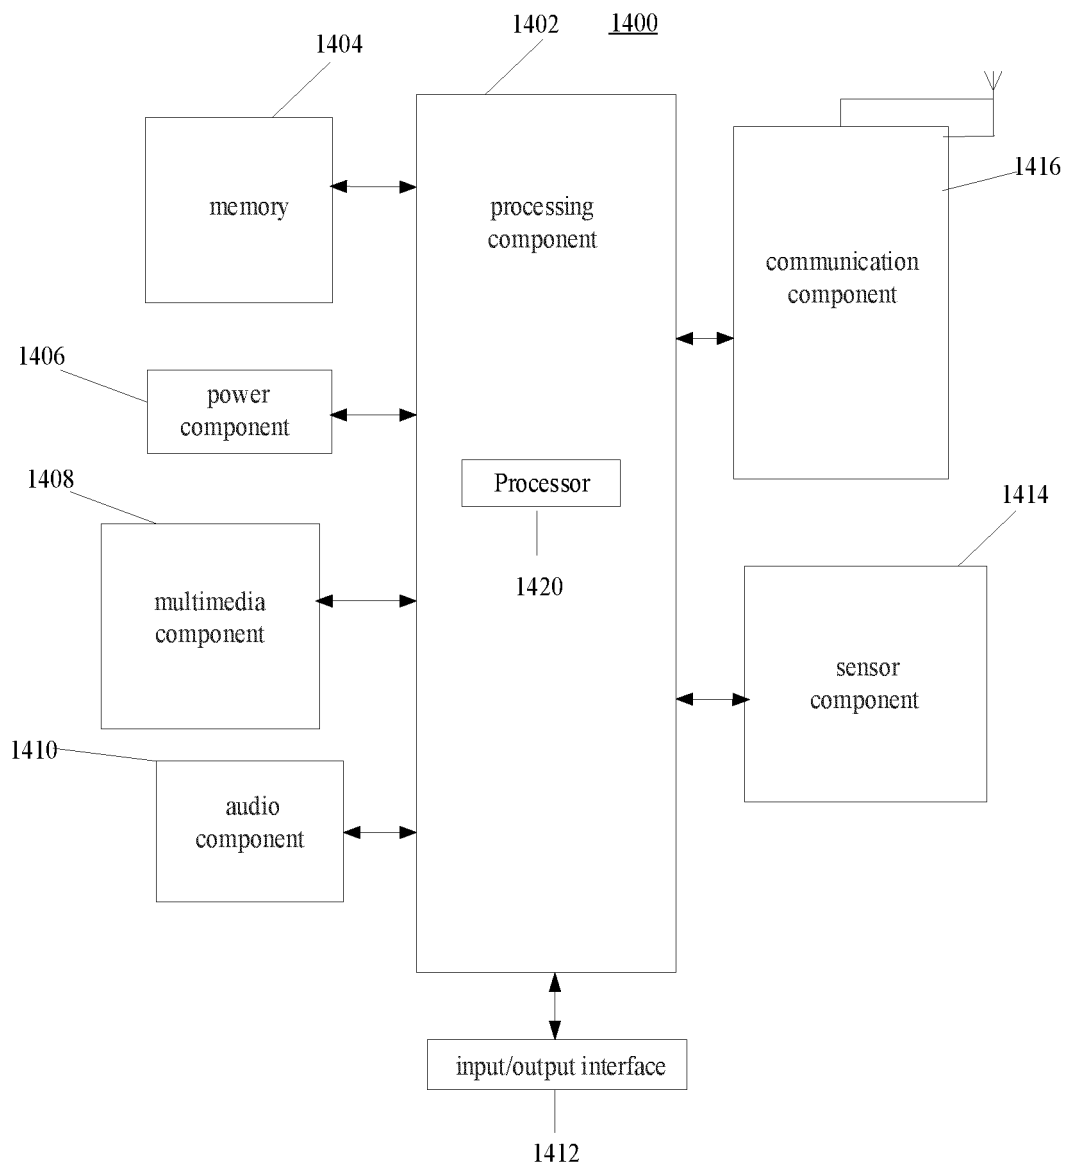 1400
1402
1404
memory
processing
component
1416
communication
component
1406
power
component
1408
Processor
1420
1414
multimedia
component
sensor
component
1410
audio
component
input/output interface
1412